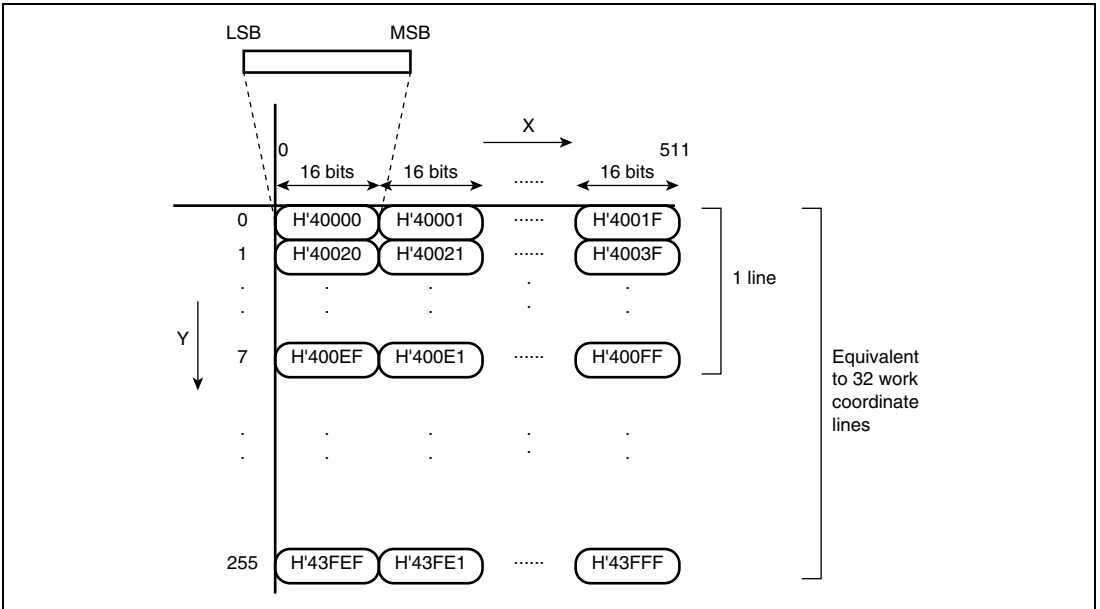 LSB MSB
X
0 511
16 bits 16 bits ...... 16 bits
0 H'40000 H'40001 ...... H'4001F
1 H'40020 H'40021 ...... H'4003F
1 line
Y
7 H'400EF H'400E1 ...... H'400FF
Equivalent
to 32 work
coordinate
lines
255 H'43FEF H'43FE1 ...... H'43FFF